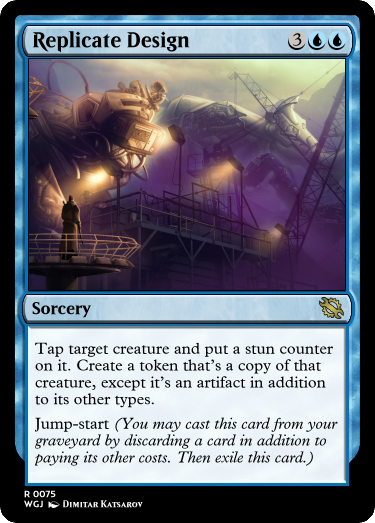 Replicate Design 3
Sorcery
Tap target creature and put a stun counter
on it. Create a token that's a copy of that
creature, except it's an artifact in addition
to its other types.
Jump-start (You may cast this card from your
graveyard by discarding a card in addition to
paying its other costs. Then exile this card.)
R 0075
WGJ Dimitar Katsarov